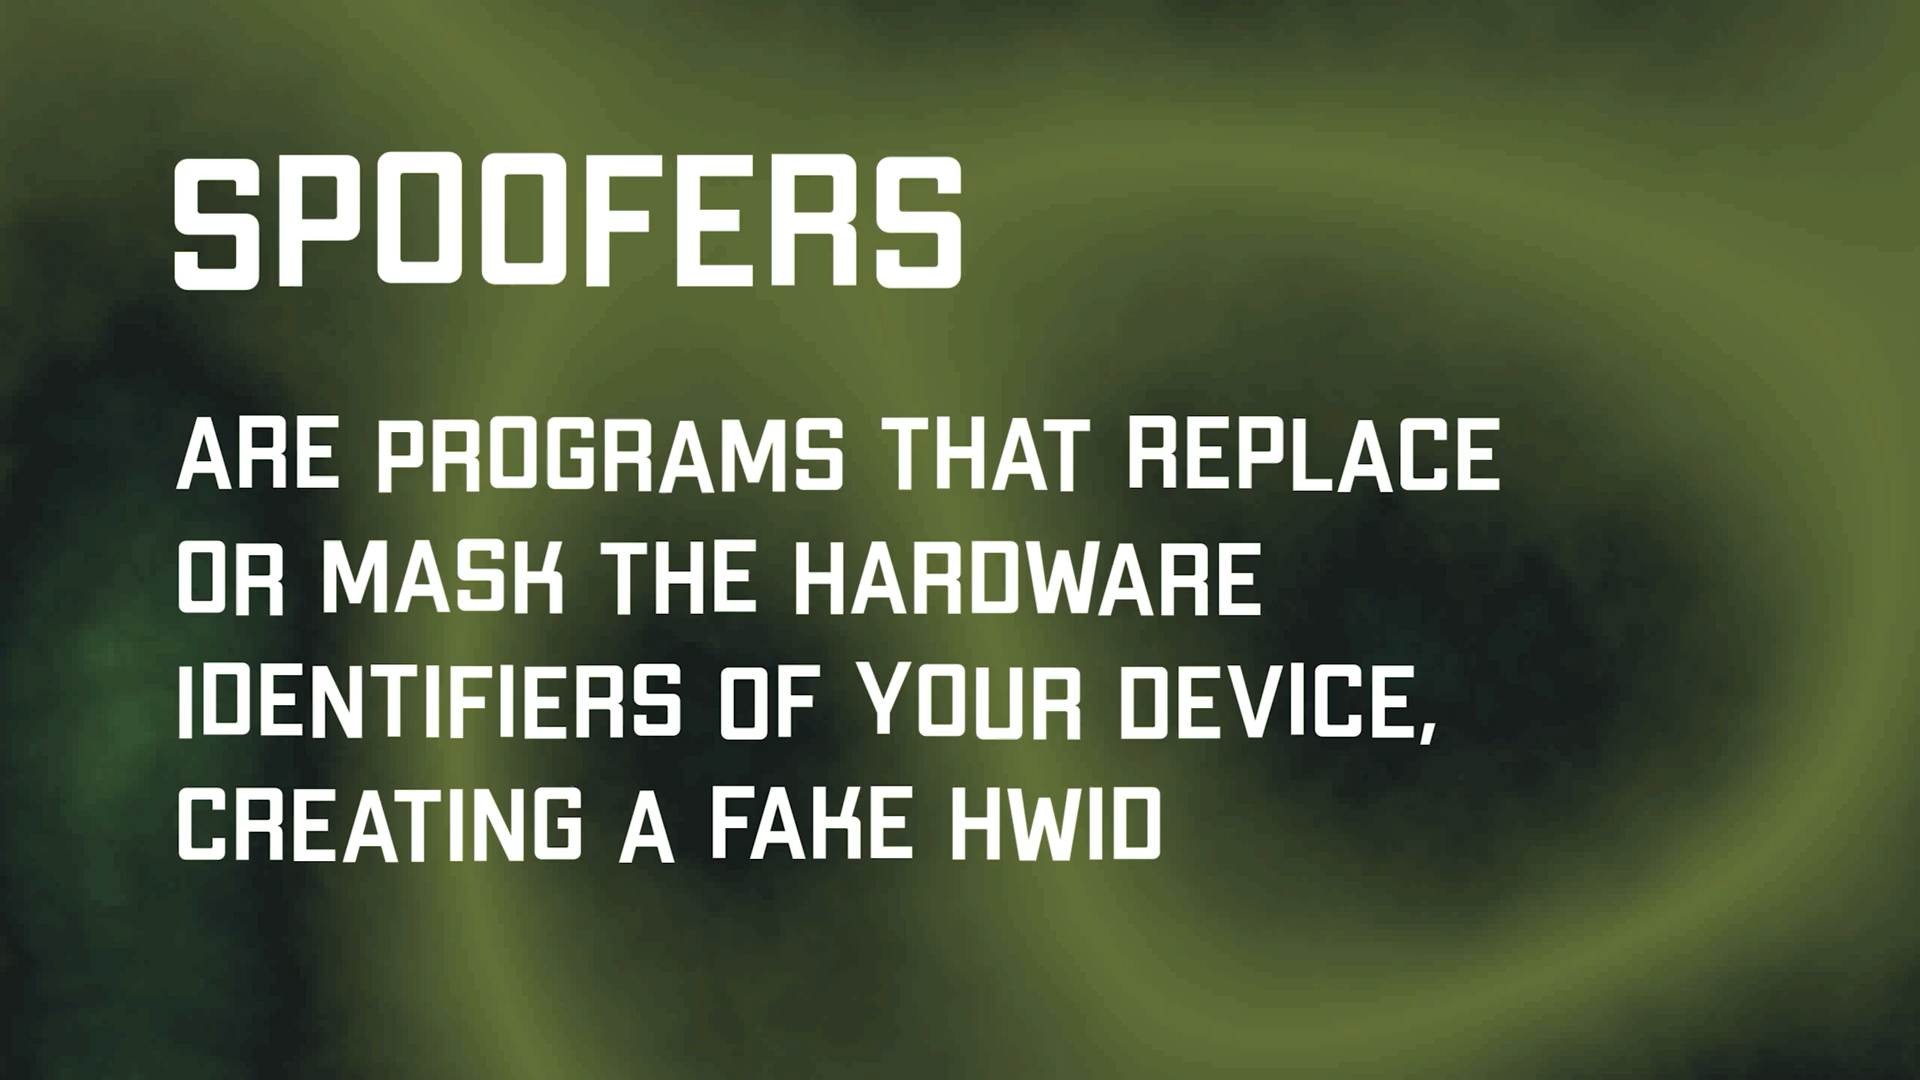 SPOOFERS
ARE PROGRAMS THAT REPLACE
OR MASK THE HARDWARE
IDENTIFIERS OF YOUR DEVICE,
CREATING A FAKE HWID